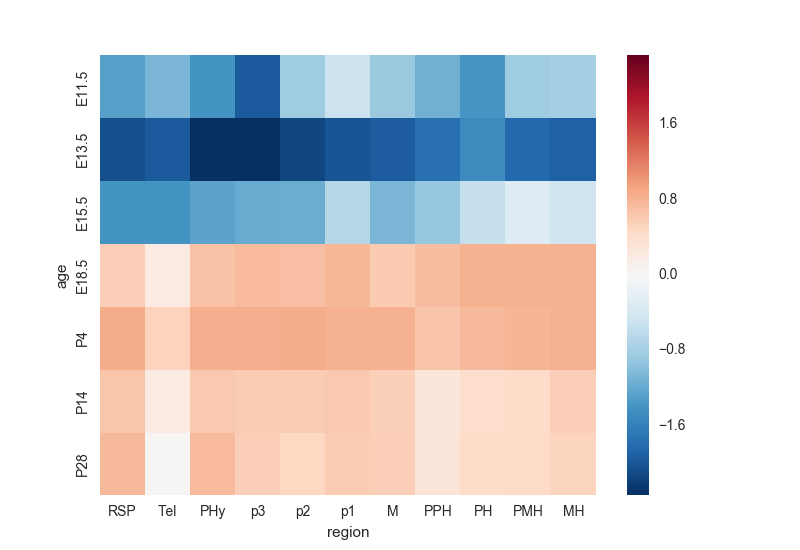 E11.5
E13.5
E15.5
E18.5
P4
P14
P28
age
RSP Tel PHy p3 p2 p1 M PPH PH PMH MH
region
1.6
0.8
0.0
−0.8
−1.6